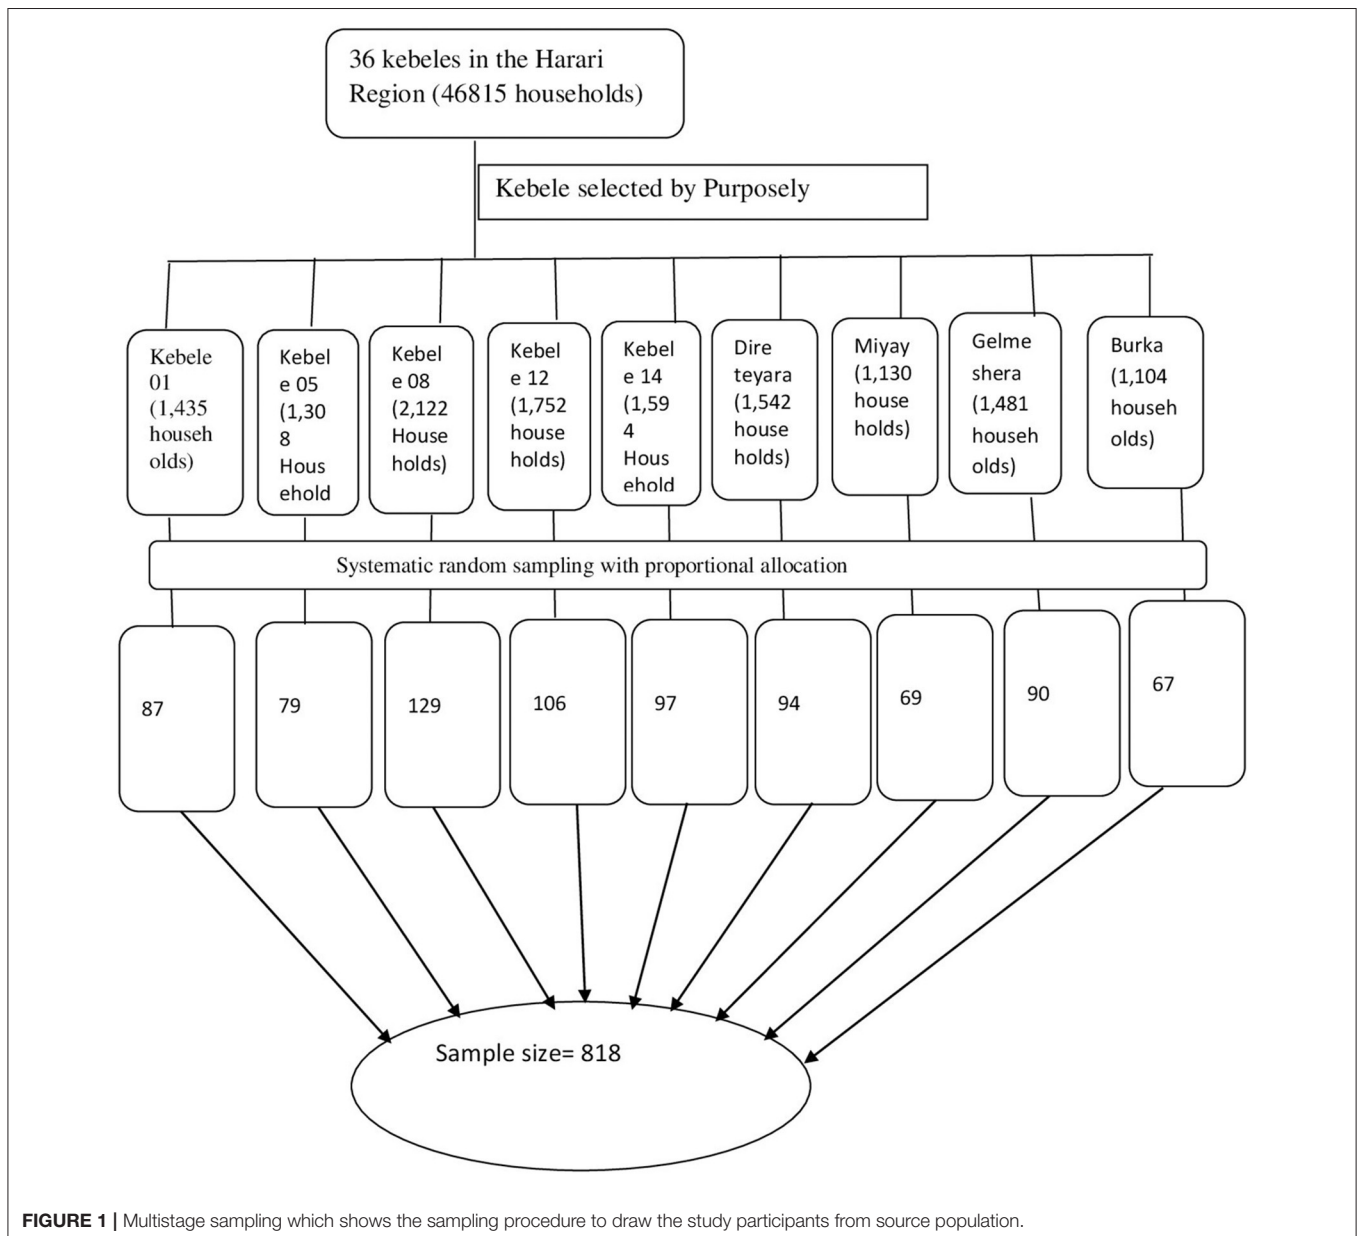 36 kebeles in the Harari
Region (46815 households)
Kebele selected by Purposely
Kebele
01
(1,435
househ
olds)
Kebel
e 05
(1,30
8
Hous
ehold
Kebel
e 08
(2,122
House
holds)
Kebel
e 12
(1,752
house
holds)
Kebel
e 14
(1,59
4
Hous
ehold
Dire
teyara
(1,542
house
holds)
Miyay
(1,130
house
holds)
Gelme
shera
(1,481
househ
olds)
Burka
(1,104
househ
olds)
Systematic random sampling with proportional allocation
87
79
129
106
97
94
69
90
67
Sample size= 818
FIGURE 1 | Multistage sampling which shows the sampling procedure to draw the study participants from source population.